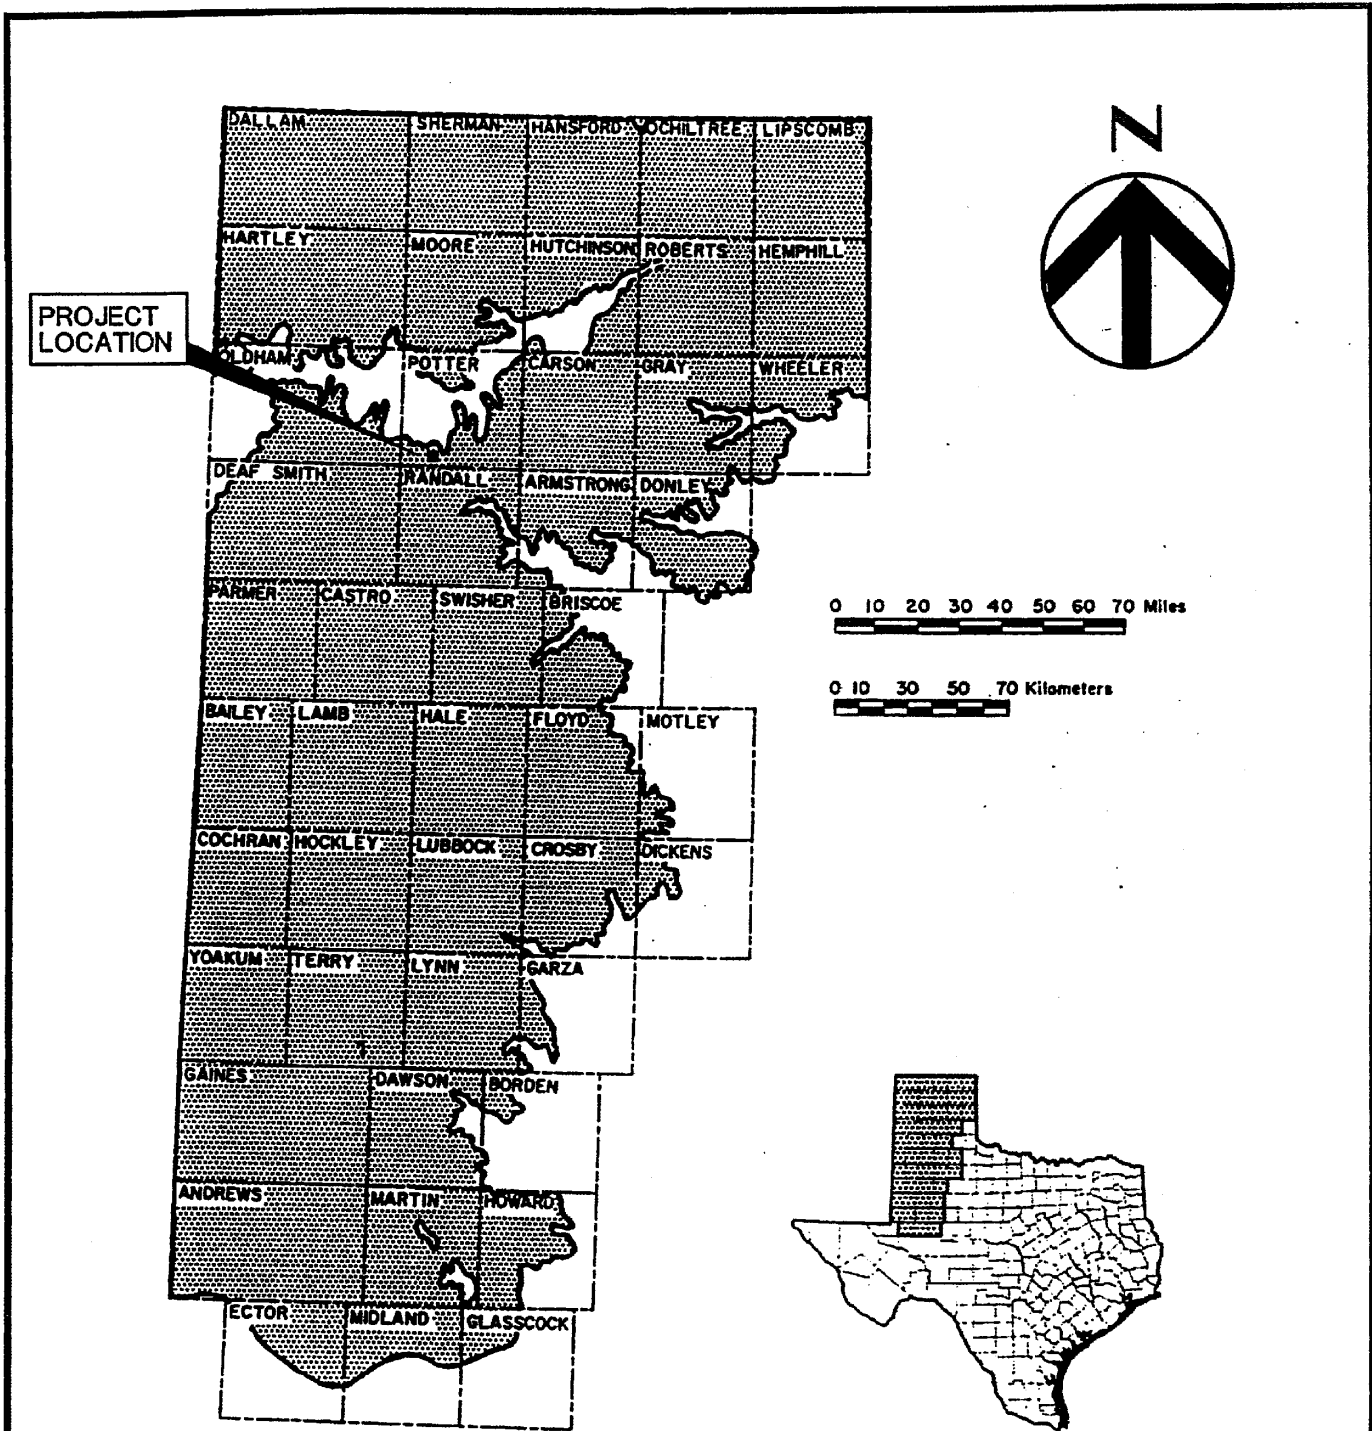 N
DALLAM SHERMAN HANSFORD OCHILTREE LIPSCOMB
HARTLEY MOORE HUTCHINSON ROBERTS HEMPHILL
PROJECT
LOCATION
OLDHAM POTTER CARSON GRAY WHEELER
DEAF SMITH RANDALL ARMSTRONG DONLEY
PARMER CASTRO SWISHER BRISCOE
0 10 20 30 40 50 60 70 Miles
0 10 30 50 70 Kilometers
BAILEY LAMB HALE FLOYD MOTLEY
COCHRAN HOCKLEY LUBBOCK CROSBY DICKENS
YOAKUM TERRY LYNN GARZA
GAINES DAWSON BORDEN
ANDREWS MARTIN HOWARD
ECTOR MIDLAND GLASSCOCK